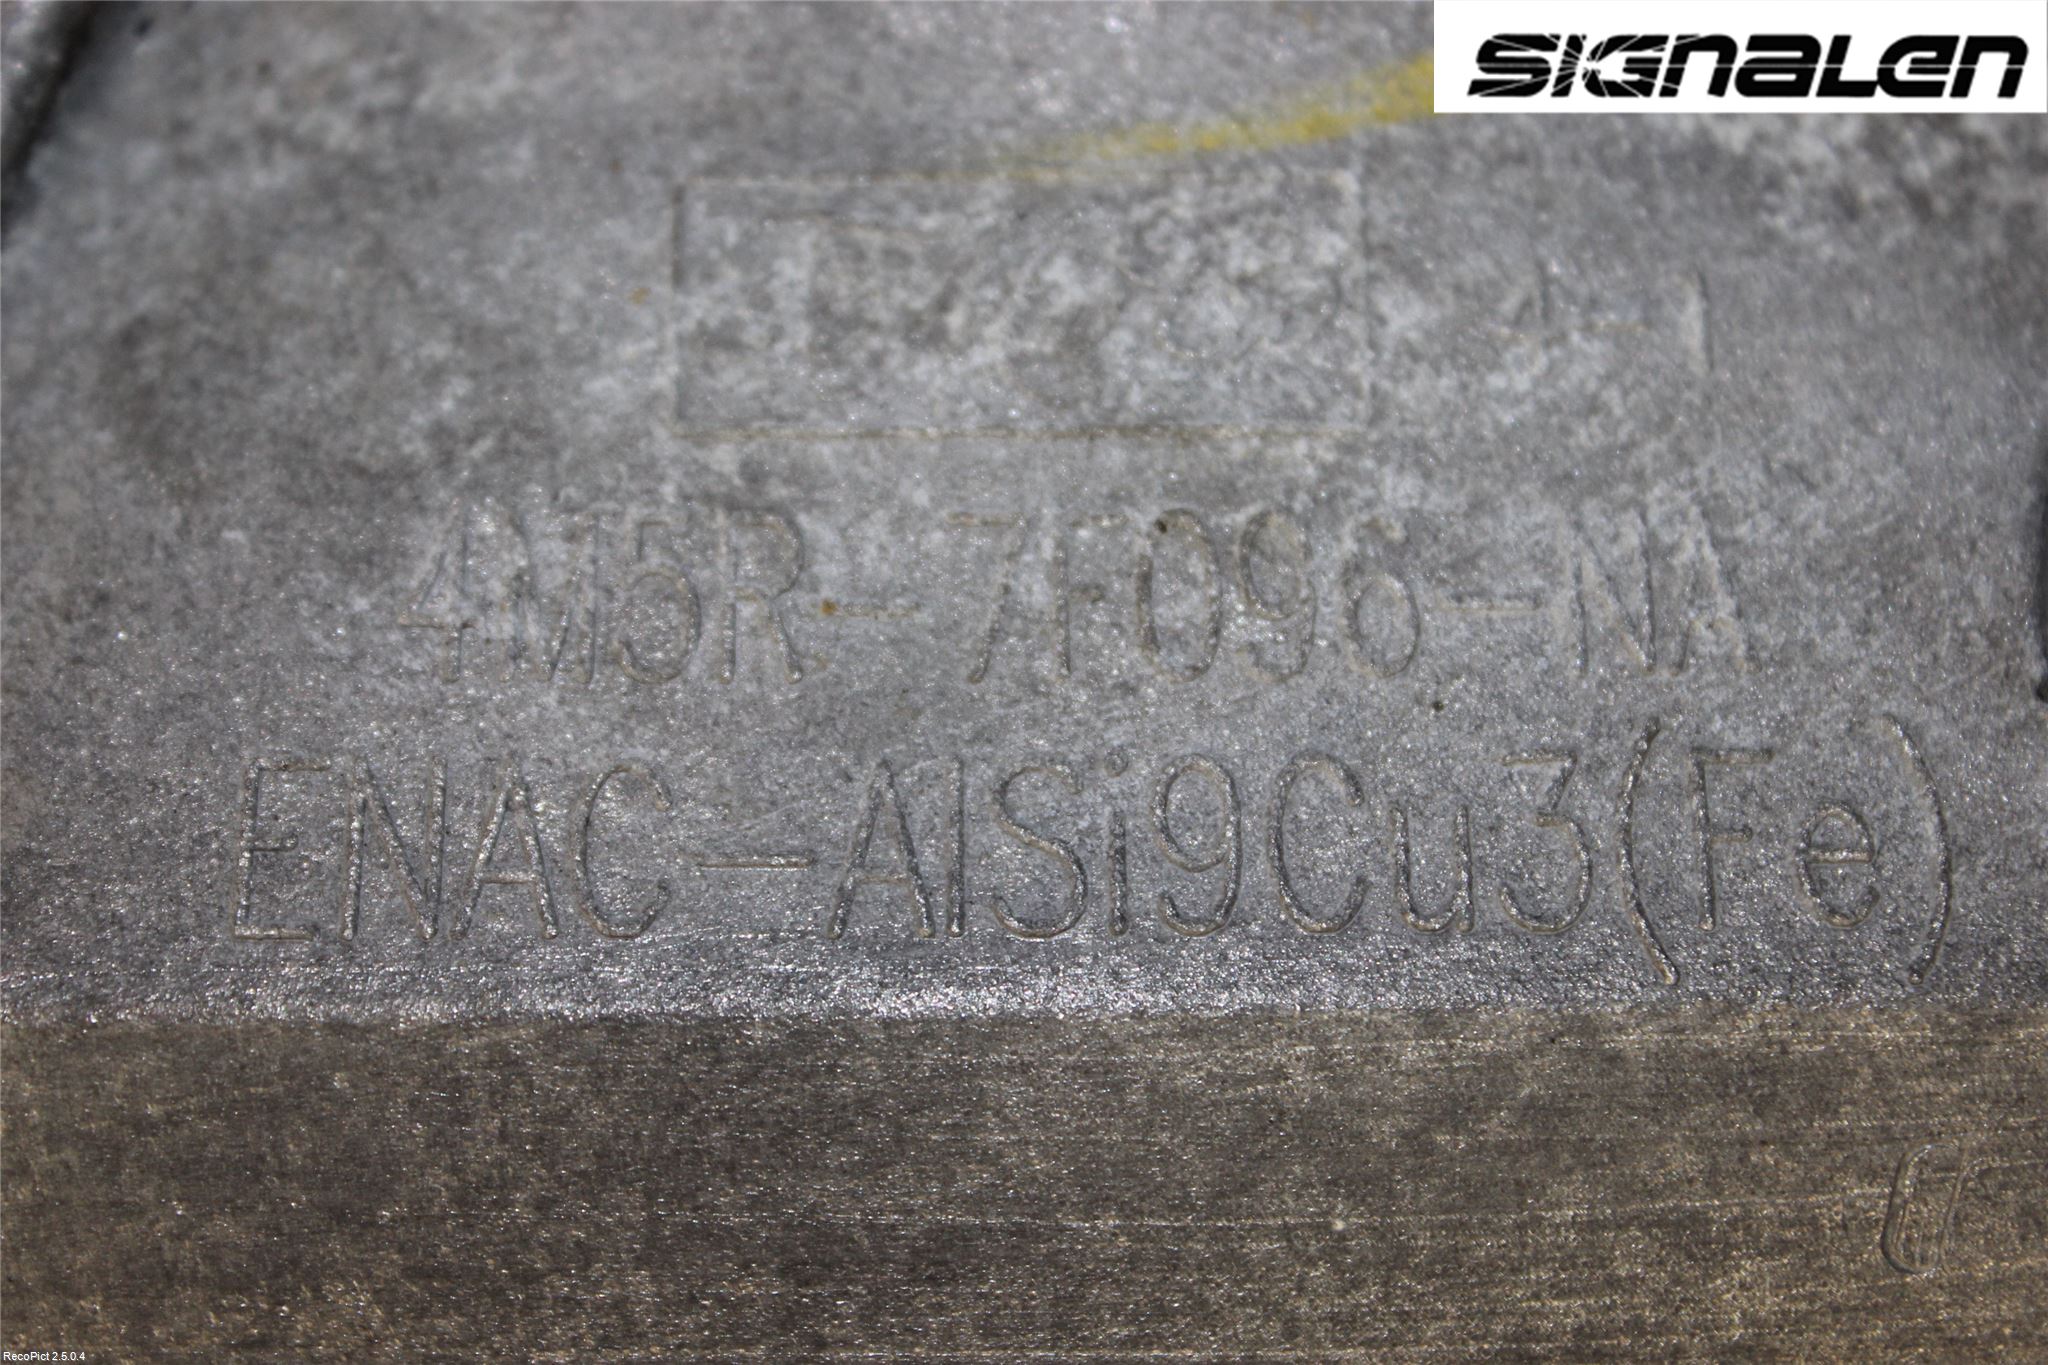 SIGNALEN
4M5R-7F096-NA
ENAC-AlSi9Cu3(Fe)
RecoPict 2.5.0.4